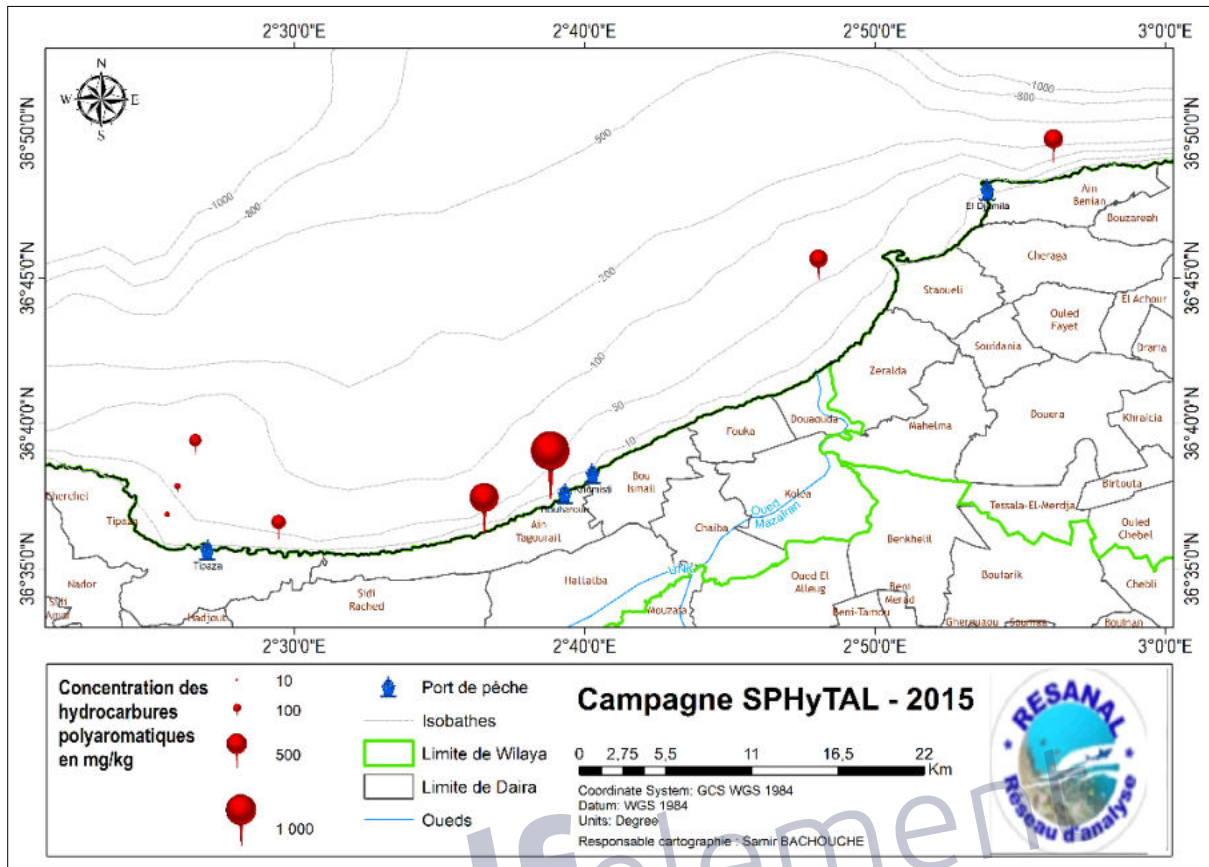 2°30'0"E
2°40'0"E
2°50'0"E
3°0'0"E
N
W
E
S
36°50'0"N
36°50'0"N
36°45'0"N
36°45'0"N
36°40'0"N
36°40'0"N
36°35'0"N
36°35'0"N
-1000
-800
-500
-1000
-800
-200
-100
-50
-10
El Djamila
Ain
Benian
Bouzareah
Cheraga
Staoueli
El Achour
Ouled
Fayet
Souidania
Draria
Zeralda
Mahelma
Douera
Khraicia
Douaouda
Fouka
Khemisti
Bou
Ismail
Kolea
Birtouta
Cherchel
Tipaza
Tipaza
Ain
Tagourait
Chaiba
Oued
Mazafran
Tessala-El-Merdja
Ouled
Chebel
Benkhelil
Nador
Sidi
Amar
Hadjout
Sidi
Rached
Hattatba
UNK
Mouzaia
Oued El
Alleug
Beni-Tamou
Beni
Merad
Boufarik
Chebli
Guerouaou
Soumaa
2°30'0"E
2°40'0"E
2°50'0"E
3°0'0"E
Concentration des
hydrocarbures
polyaromatiques
en mg/kg
10
100
500
1 000
Port de pèche
Isobathes
Limite de Wilaya
Limite de Daira
Oueds
Campagne SPHyTAL - 2015
0 2,75 5,5 11 16,5 22
Km
Coordinate System: GCS WGS 1984
Datum: WGS 1984
Units: Degree
Responsable cartographie : Samir BACHOUCHE
RESANAL
Réseau d'analyse